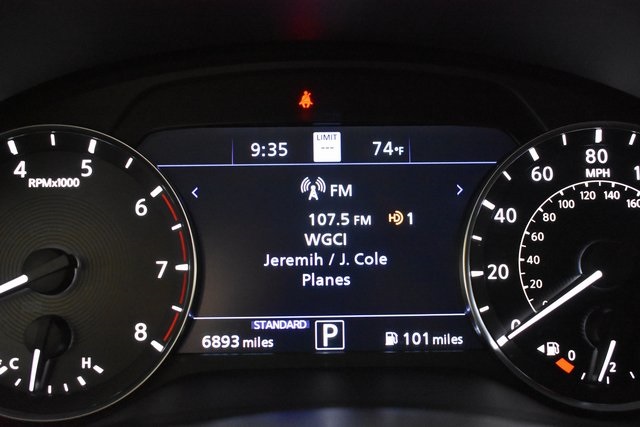 9:35
LIMIT
---
74°F
FM
107.5 FM
HD 1
WGCI
Jeremih / J. Cole
Planes
STANDARD
6893 miles
P
101 miles
4
5
6
7
8
RPMx1000
C
H
0
20
40
60
80
MPH
20
40
60
80
100
120
140
160
0
2